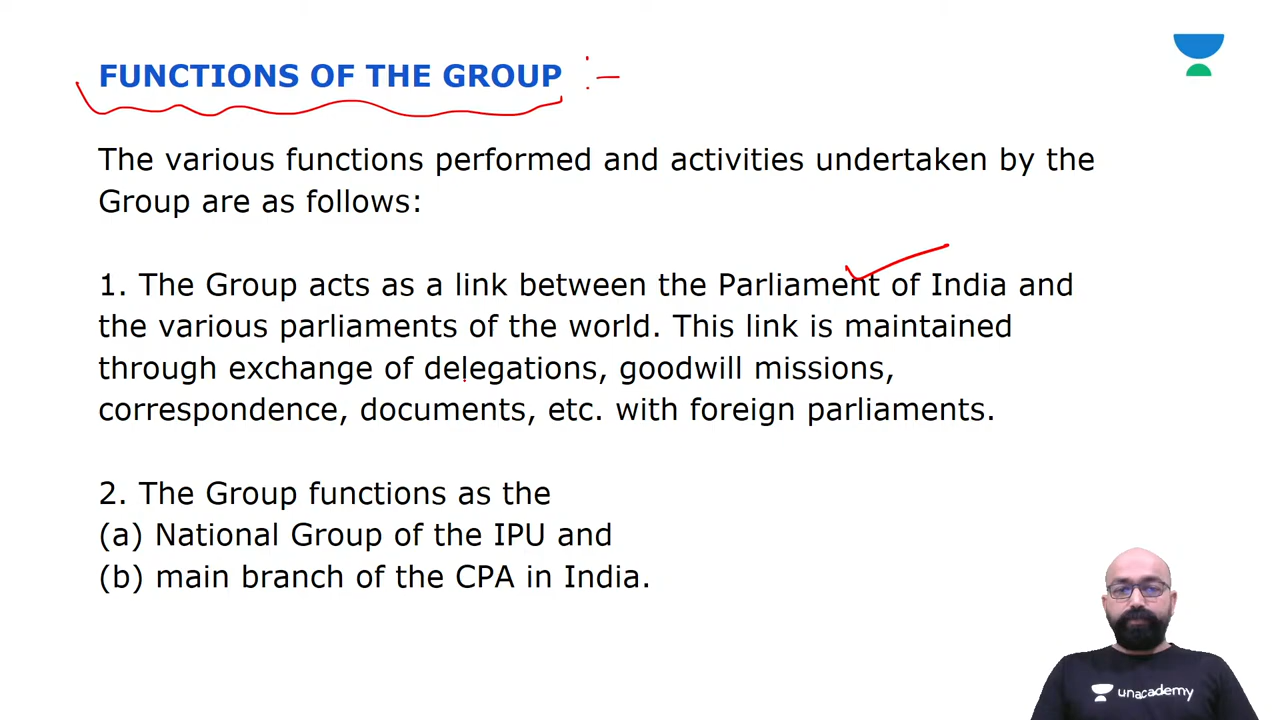 FUNCTIONS OF THE GROUP :-
The various functions performed and activities undertaken by the
Group are as follows:
1. The Group acts as a link between the Parliament of India and
the various parliaments of the world. This link is maintained
through exchange of delegations, goodwill missions,
correspondence, documents, etc. with foreign parliaments.
2. The Group functions as the
(a) National Group of the IPU and
(b) main branch of the CPA in India.
unacademy